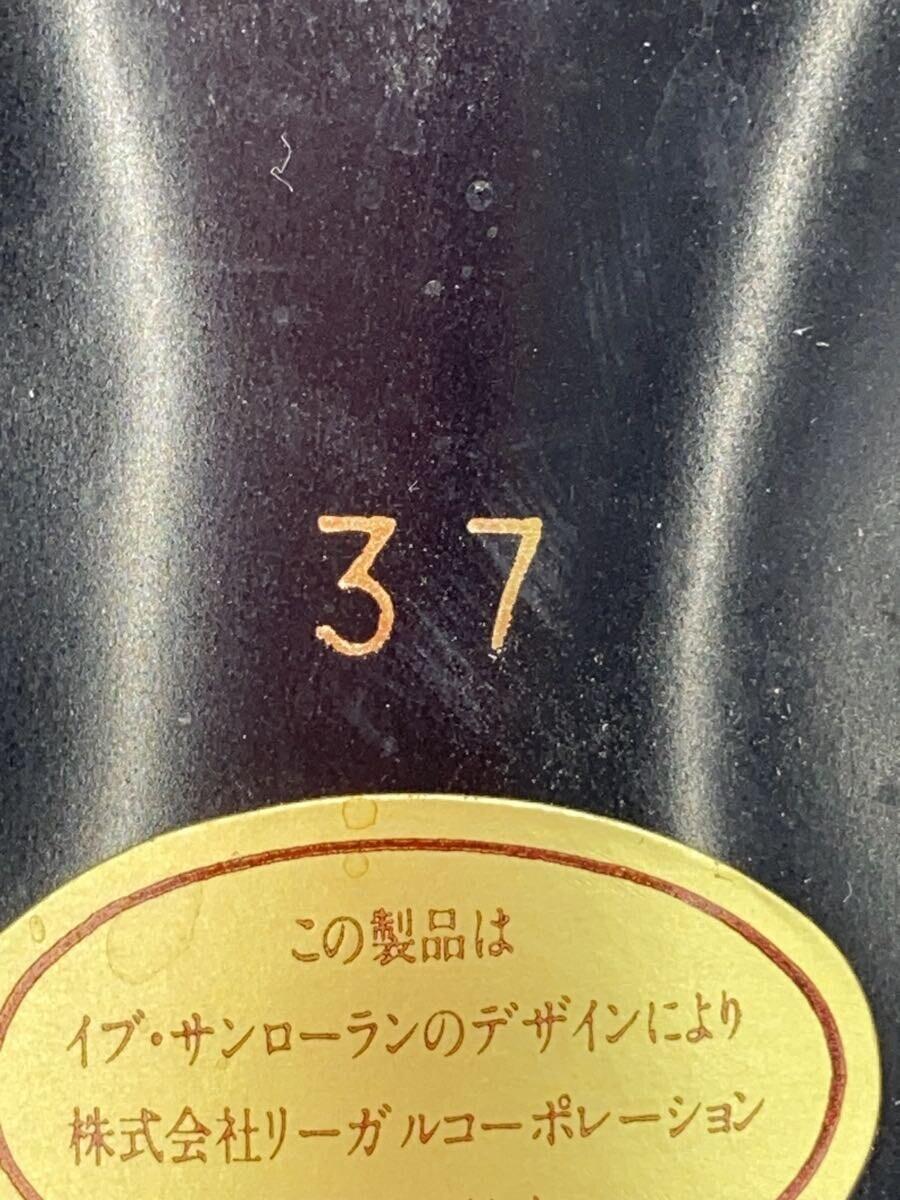 37
この製品は
イブ・サンローランのデザインにより
株式会社リーガルコーポレーション